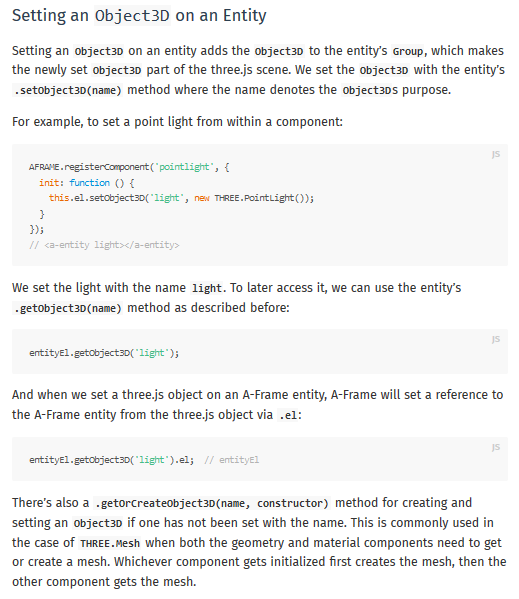 Setting an Object3D on an Entity
Setting an Object3D on an entity adds the Object3D to the entity's Group, which makes
the newly set Object3D part of the three.js scene. We set the Object3D with the entity's
.setObject3D(name) method where the name denotes the Object3Ds purpose.
For example, to set a point light from within a component:
JS
AFRAME.registerComponent('pointlight', {
  init: function () {
    this.el.setObject3D('light', new THREE.PointLight());
  }
});
// <a-entity light></a-entity>
We set the light with the name light. To later access it, we can use the entity's
.getObject3D(name) method as described before:
JS
entityEl.getObject3D('light');
And when we set a three.js object on an A-Frame entity, A-Frame will set a reference to
the A-Frame entity from the three.js object via .el:
JS
entityEl.getObject3D('light').el;  // entityEl
There's also a .getOrCreateObject3D(name, constructor) method for creating and
setting an Object3D if one has not been set with the name. This is commonly used in
the case of THREE.Mesh when both the geometry and material components need to get
or create a mesh. Whichever component gets initialized first creates the mesh, then the
other component gets the mesh.